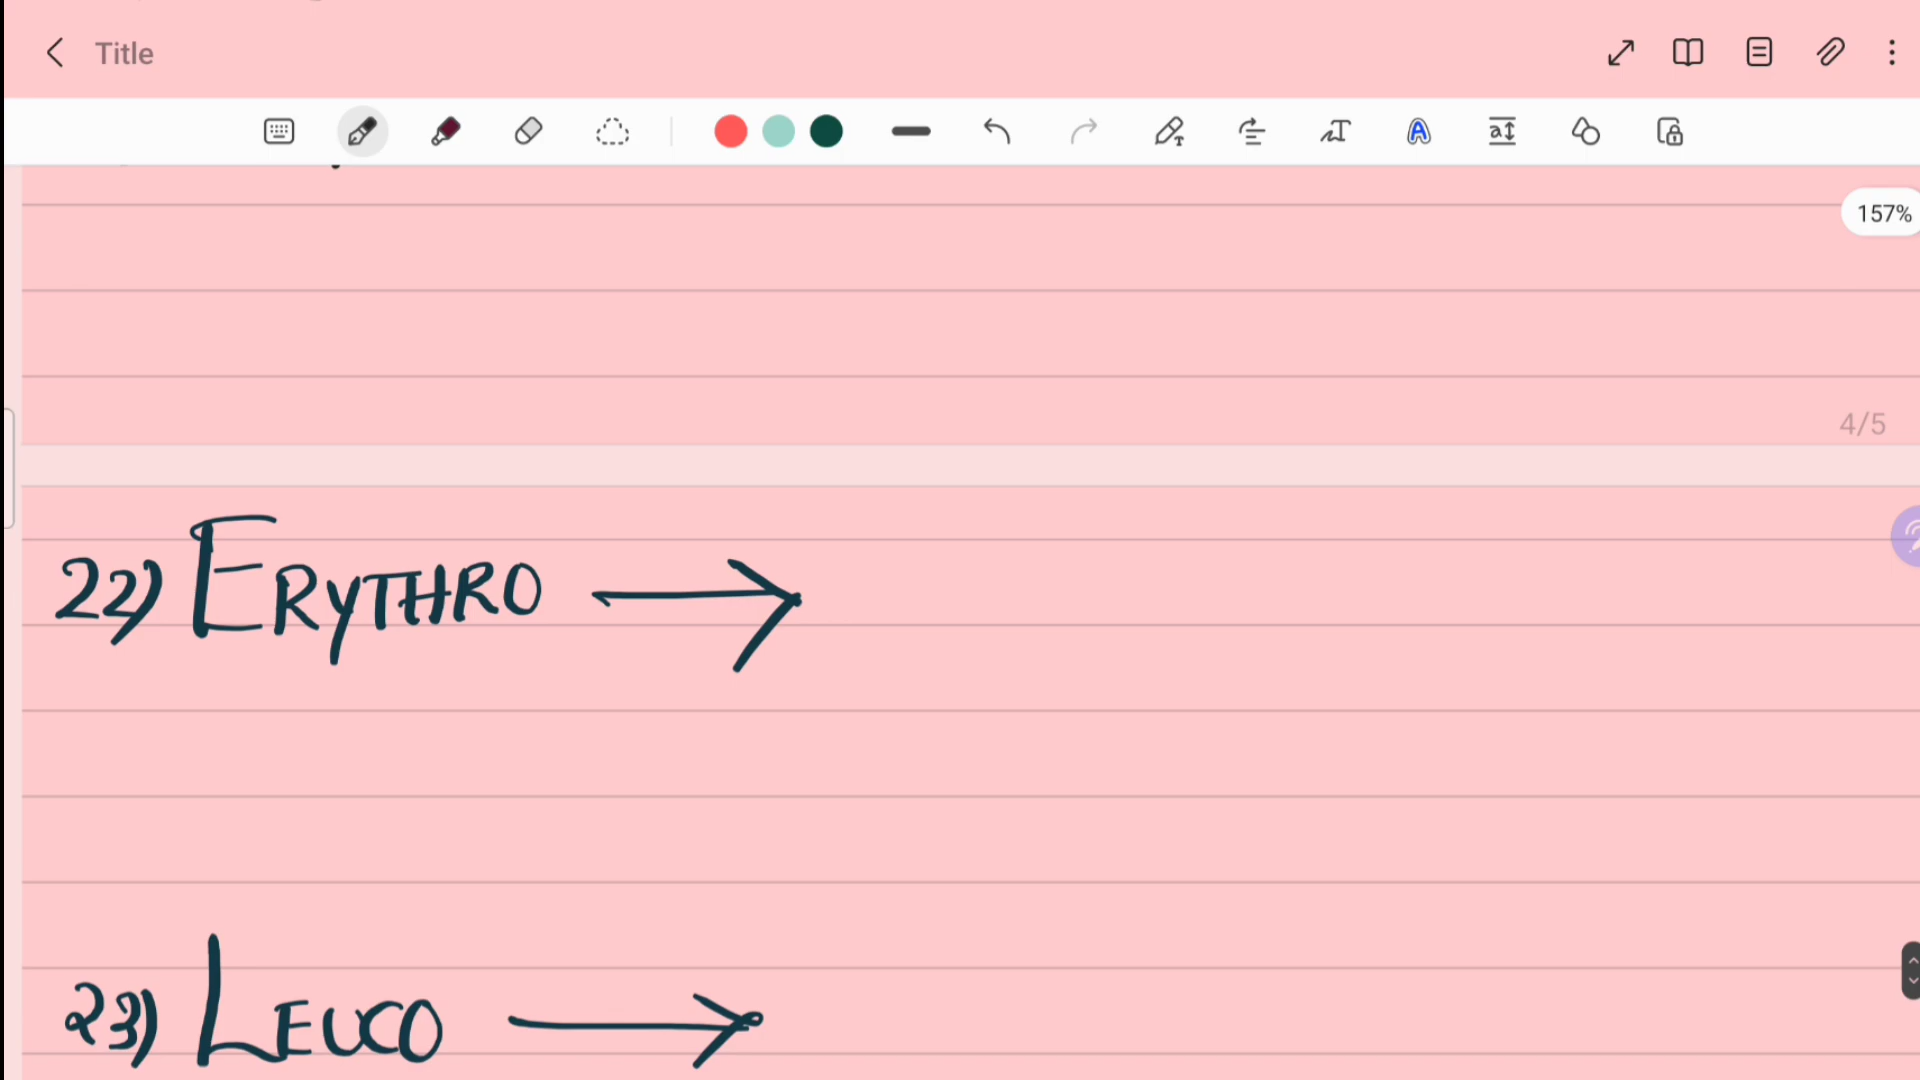 Title
157%
4/5
22) ERYTHRO →
23) LEUCO →